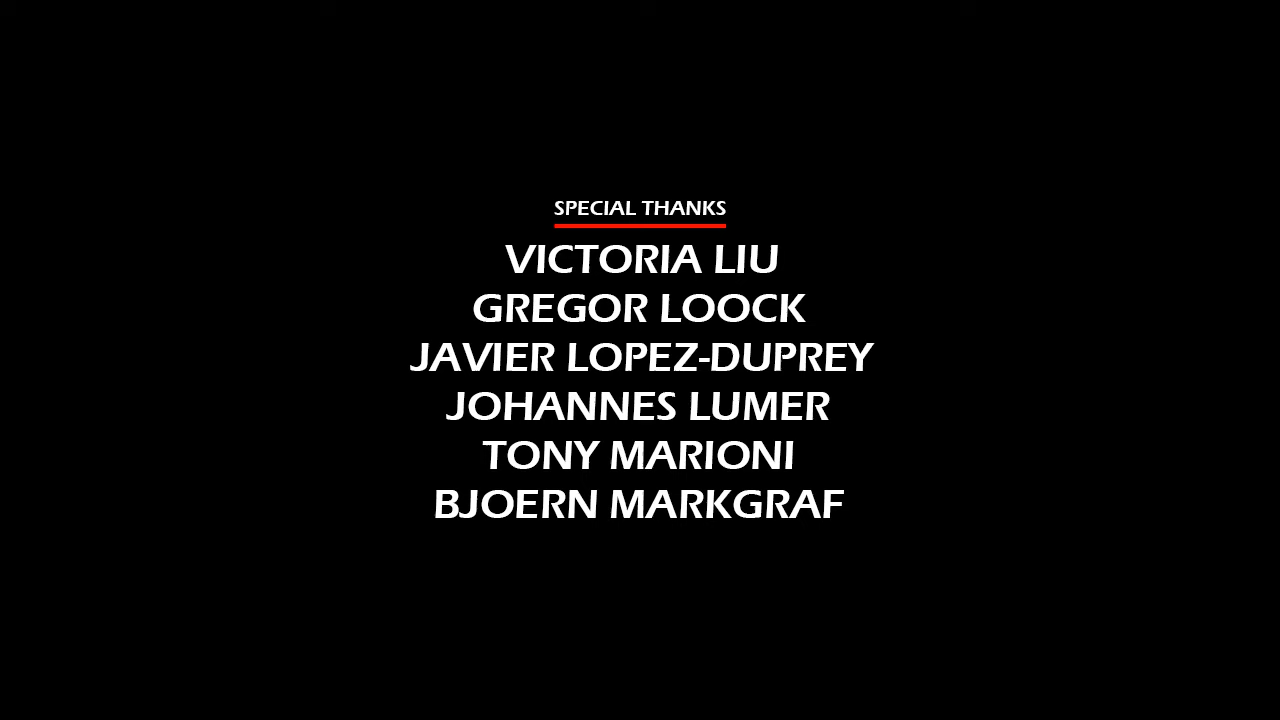 SPECIAL THANKS
VICTORIA LIU
GREGOR LOOCK
JAVIER LOPEZ-DUPREY
JOHANNES LUMER
TONY MARIONI
BJOERN MARKGRAF